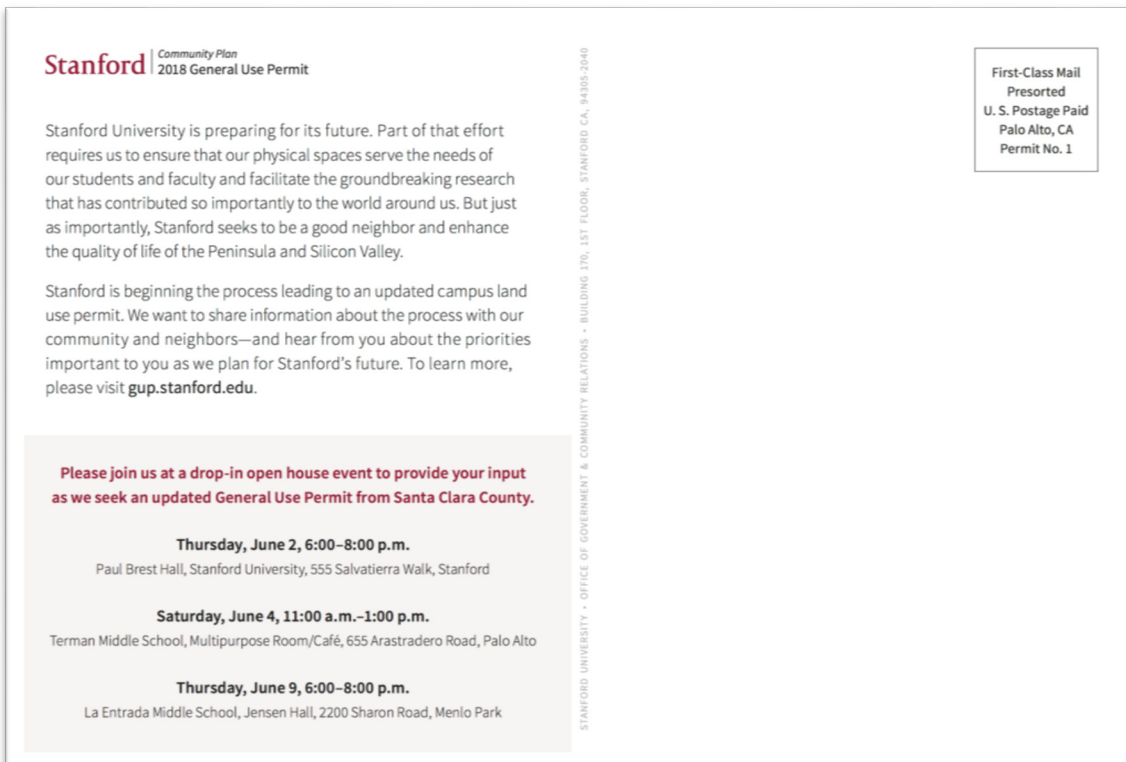 Stanford
Community Plan
2018 General Use Permit
Stanford University is preparing for its future. Part of that effort
requires us to ensure that our physical spaces serve the needs of
our students and faculty and facilitate the groundbreaking research
that has contributed so importantly to the world around us. But just
as importantly, Stanford seeks to be a good neighbor and enhance
the quality of life of the Peninsula and Silicon Valley.
Stanford is beginning the process leading to an updated campus land
use permit. We want to share information about the process with our
community and neighbors—and hear from you about the priorities
important to you as we plan for Stanford's future. To learn more,
please visit gup.stanford.edu.
Please join us at a drop-in open house event to provide your input
as we seek an updated General Use Permit from Santa Clara County.
Thursday, June 2, 6:00–8:00 p.m.
Paul Brest Hall, Stanford University, 555 Salvatierra Walk, Stanford
Saturday, June 4, 11:00 a.m.–1:00 p.m.
Terman Middle School, Multipurpose Room/Café, 655 Arastradero Road, Palo Alto
Thursday, June 9, 6:00–8:00 p.m.
La Entrada Middle School, Jensen Hall, 2200 Sharon Road, Menlo Park
STANFORD UNIVERSITY • OFFICE OF GOVERNMENT & COMMUNITY RELATIONS • BUILDING 170, 1ST FLOOR, STANFORD CA, 94305-2040
First-Class Mail
Presorted
U. S. Postage Paid
Palo Alto, CA
Permit No. 1